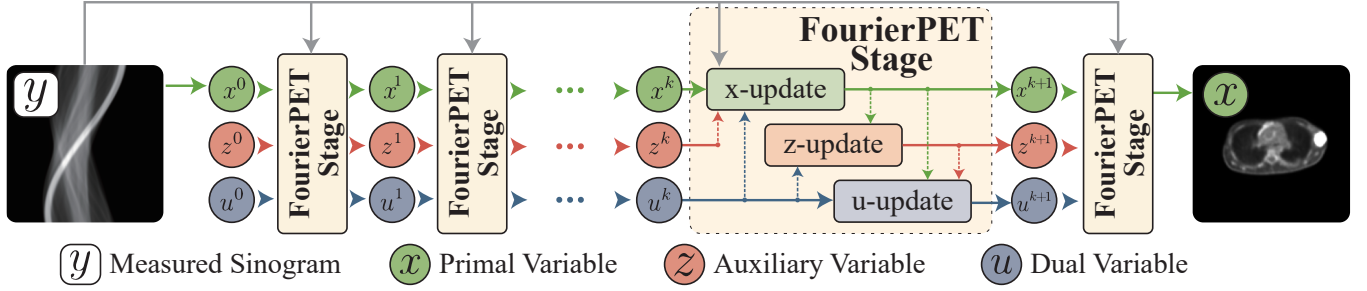 FourierPET
Stage
y
x⁰
z⁰
u⁰
FourierPET
Stage
x¹
z¹
u¹
FourierPET
Stage
xᵏ
zᵏ
uᵏ
x-update
z-update
u-update
xᵏ⁺¹
zᵏ⁺¹
uᵏ⁺¹
FourierPET
Stage
x
y Measured Sinogram
x Primal Variable
z Auxiliary Variable
u Dual Variable